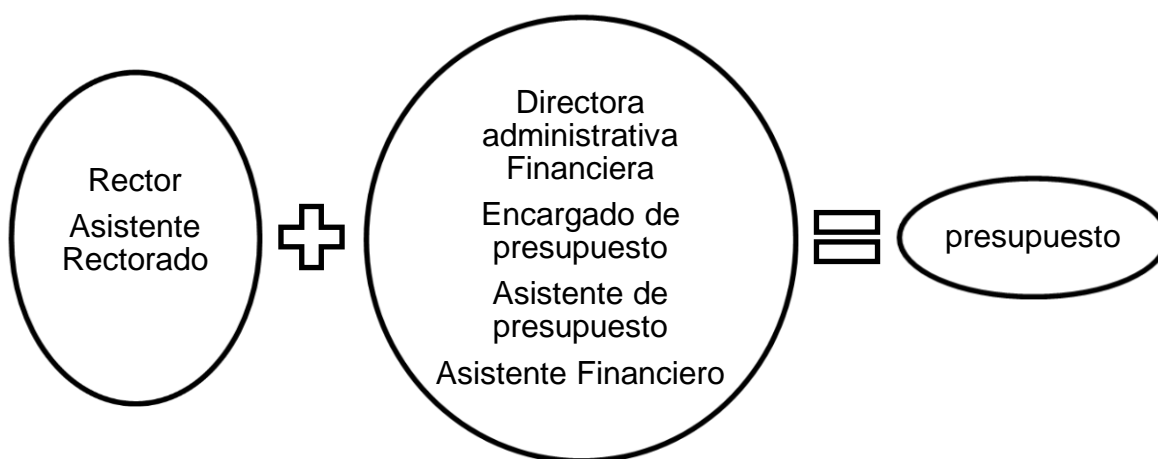 Rector
Asistente
Rectorado
Directora
administrativa
Financiera
Encargado de
presupuesto
Asistente de
presupuesto
Asistente Financiero
presupuesto